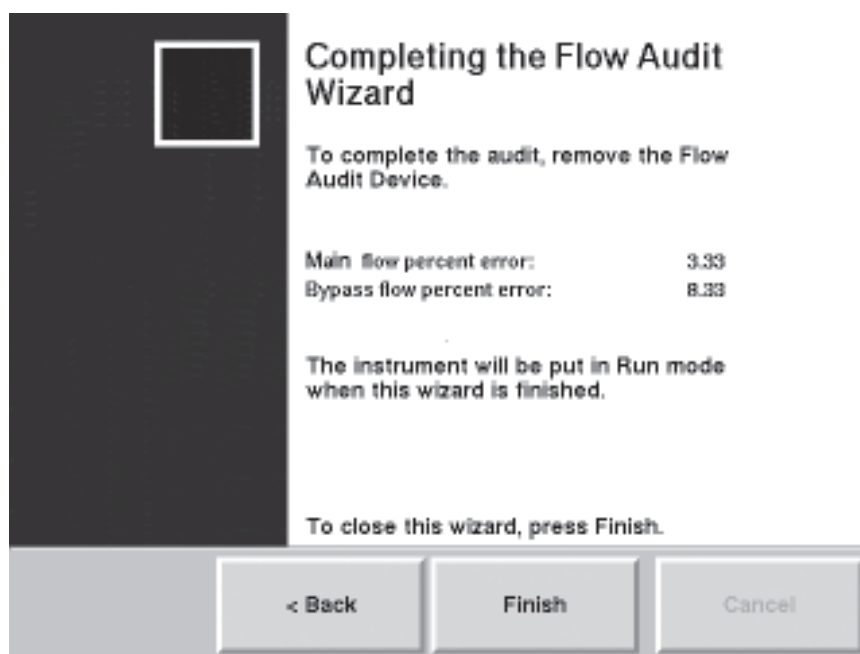 Completing the Flow Audit
Wizard
To complete the audit, remove the Flow
Audit Device.
Main flow percent error: 3.33
Bypass flow percent error: 8.33
The instrument will be put in Run mode
when this wizard is finished.
To close this wizard, press Finish.
< Back Finish Cancel